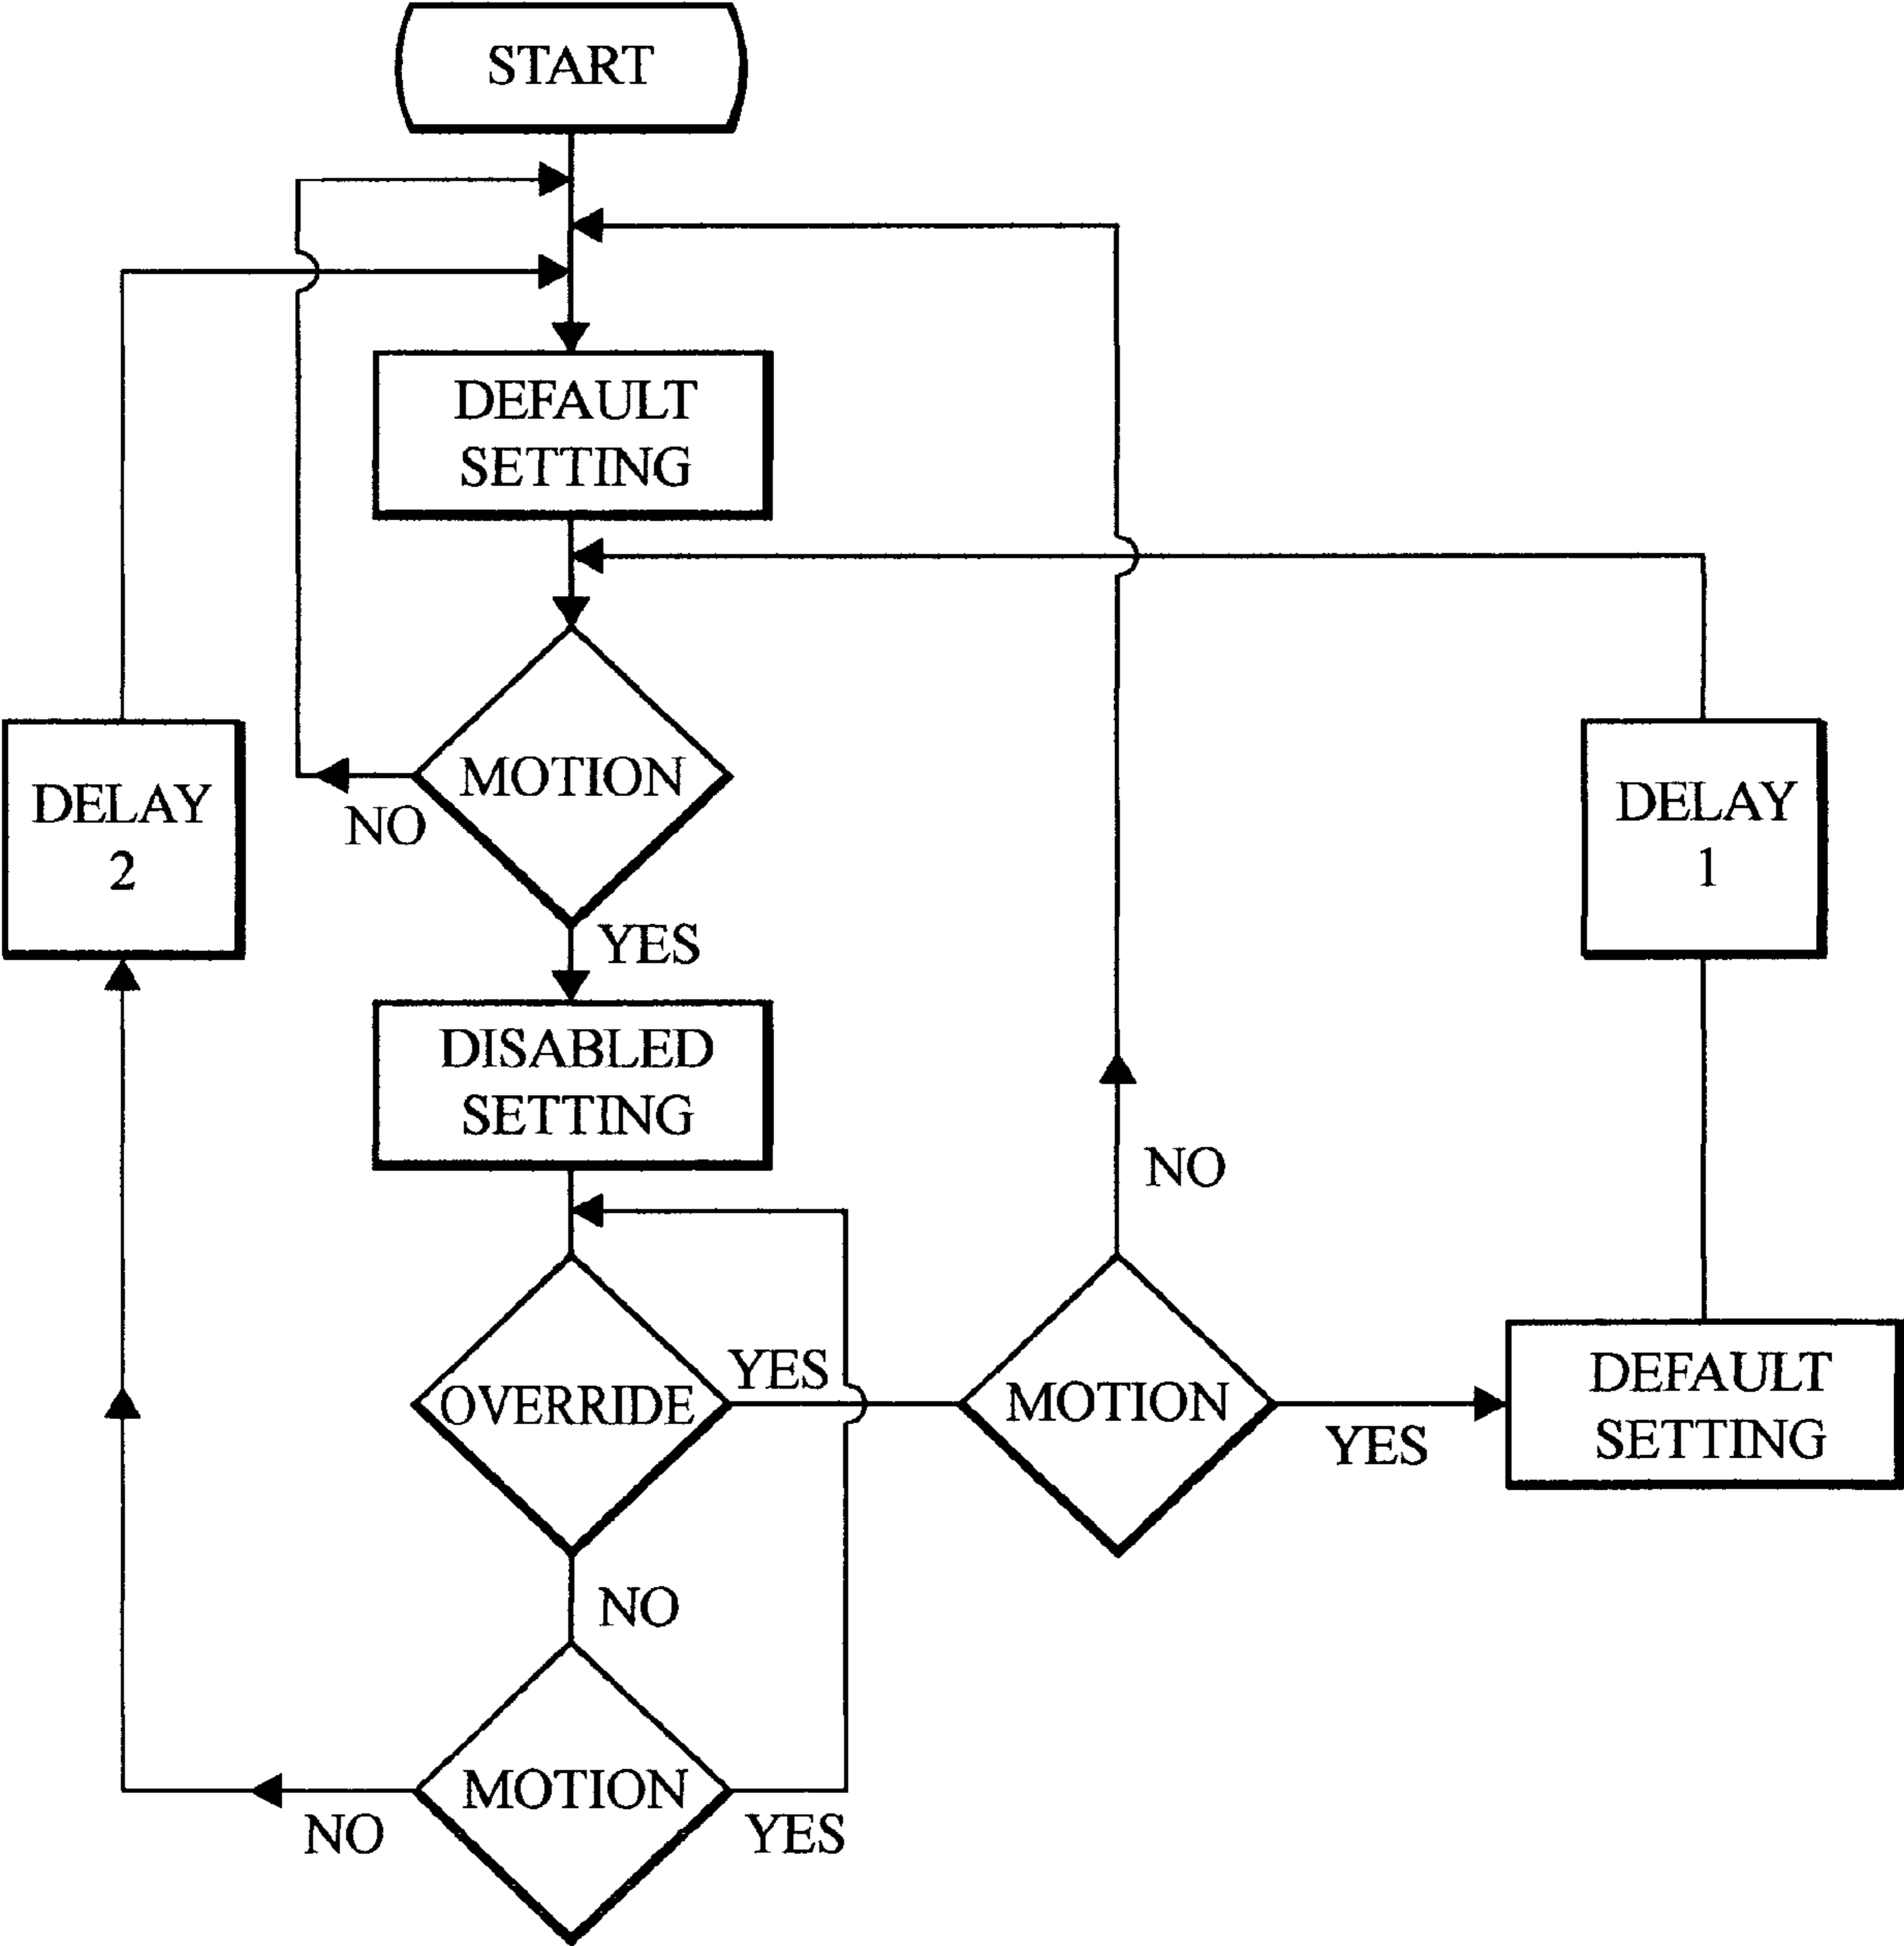 START
DEFAULT
SETTING
MOTION
NO
YES
DELAY
2
DELAY
1
DISABLED
SETTING
NO
OVERRIDE
YES
MOTION
YES
DEFAULT
SETTING
NO
MOTION
NO
YES